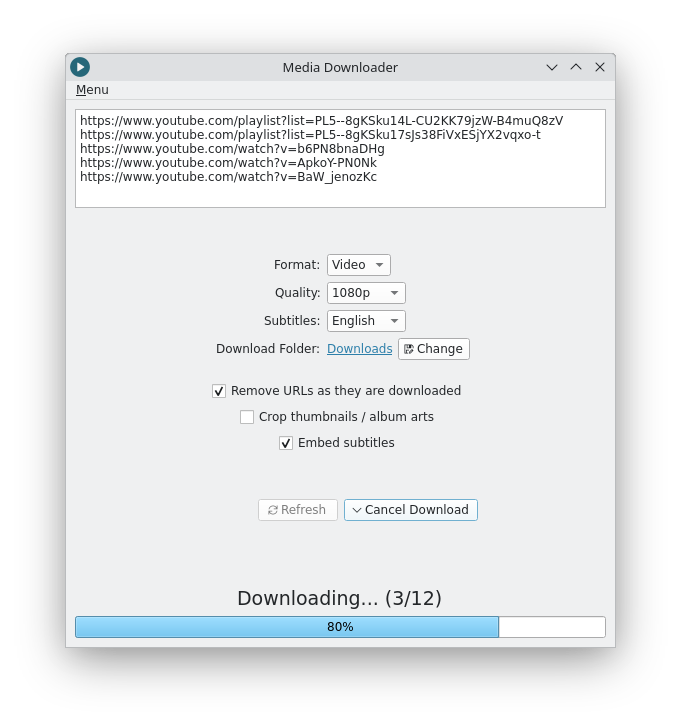 Media Downloader
Menu
https://www.youtube.com/playlist?list=PL5--8gKSku14L-CU2KK79jzW-B4muQ8zV
https://www.youtube.com/playlist?list=PL5--8gKSku17sJs38FiVxESjYX2vqxo-t
https://www.youtube.com/watch?v=b6PN8bnaDHg
https://www.youtube.com/watch?v=ApkoY-PN0Nk
https://www.youtube.com/watch?v=BaW_jenozKc
Format: Video
Quality: 1080p
Subtitles: English
Download Folder: Downloads Change
Remove URLs as they are downloaded
Crop thumbnails / album arts
Embed subtitles
Refresh Cancel Download
Downloading... (3/12)
80%